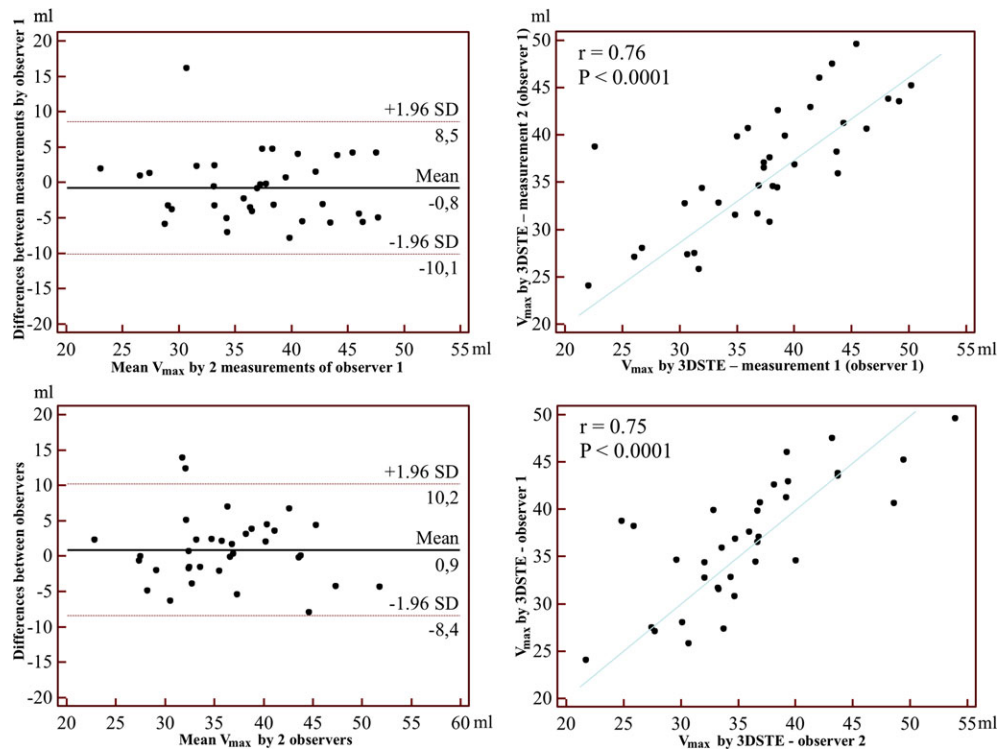 ml
Differences between measurements by observer 1
20
15
10
5
0
-5
-10
-15
-20
+1.96 SD
8,5
Mean
-0,8
-1.96 SD
-10,1
20 25 30 35 40 45 50 55 ml
Mean Vmax by 2 measurements of observer 1
ml
Vmax by 3DSTE – measurement 2 (observer 1)
50
45
40
35
30
25
20
r = 0.76
P < 0.0001
20 25 30 35 40 45 50 55 ml
Vmax by 3DSTE – measurement 1 (observer 1)
ml
Differences between observers
20
15
10
5
0
-5
-10
-15
-20
+1.96 SD
10,2
Mean
0,9
-1.96 SD
-8,4
20 25 30 35 40 45 50 55 60 ml
Mean Vmax by 2 observers
ml
Vmax by 3DSTE - observer 1
50
45
40
35
30
25
20
r = 0.75
P < 0.0001
20 25 30 35 40 45 50 55 ml
Vmax by 3DSTE - observer 2